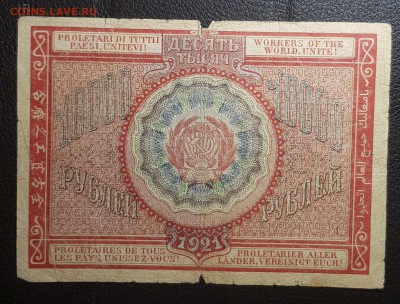 COINS.LAVE.RU
PROLETARI DI TUTTI
PAESI, UNITEVI!
ДЕСЯТЬ
ТЫСЯЧ
WORKERS OF THE
WORLD, UNITE!
10000
10000
РУБЛЕЙ
РУБЛЕЙ
1921
PROLÉTAIRES DE TOUS
LES PAYS, UNISSEZ-VOUS!
PROLETARIER ALLER
LÄNDER, VEREINIGT EUCH!